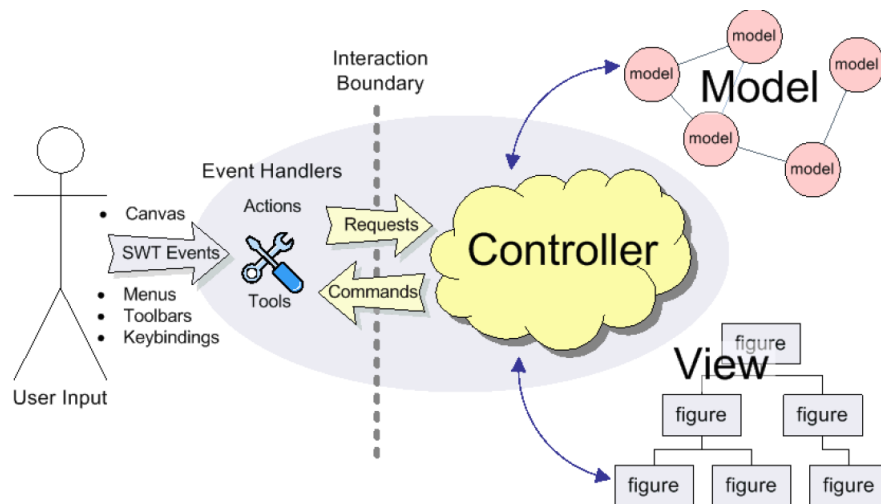 Interaction
Boundary
model
model
model
Model
model
model
Event Handlers
Actions
• Canvas
Requests
SWT Events
Controller
Tools
Commands
• Menus
• Toolbars
• Keybindings
User Input
figure
View
figure
figure
figure
figure
figure